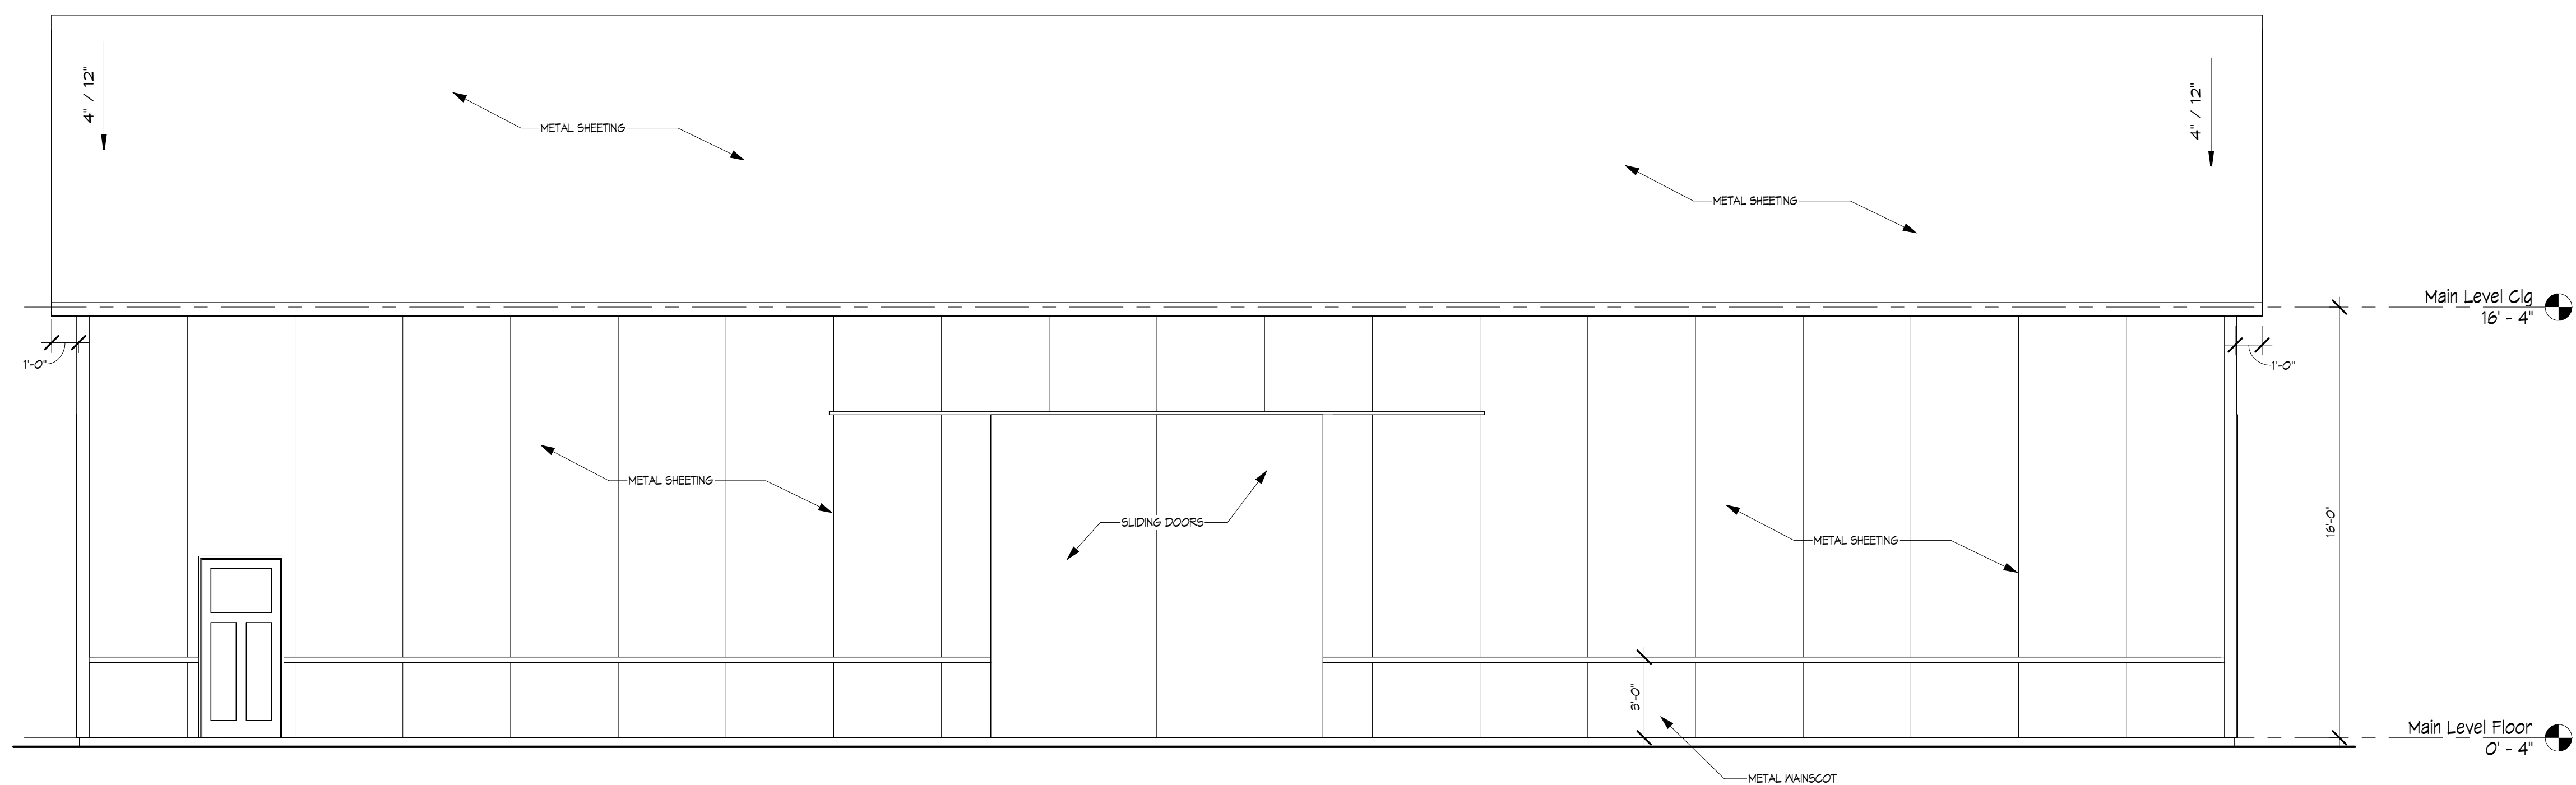 4" / 12"
4" / 12"
METAL SHEETING
METAL SHEETING
Main Level Clg
16' - 4"
1'-0"
1'-0"
METAL SHEETING
SLIDING DOORS
METAL SHEETING
16'-0"
3'-0"
Main Level Floor
0' - 4"
METAL WAINSCOT